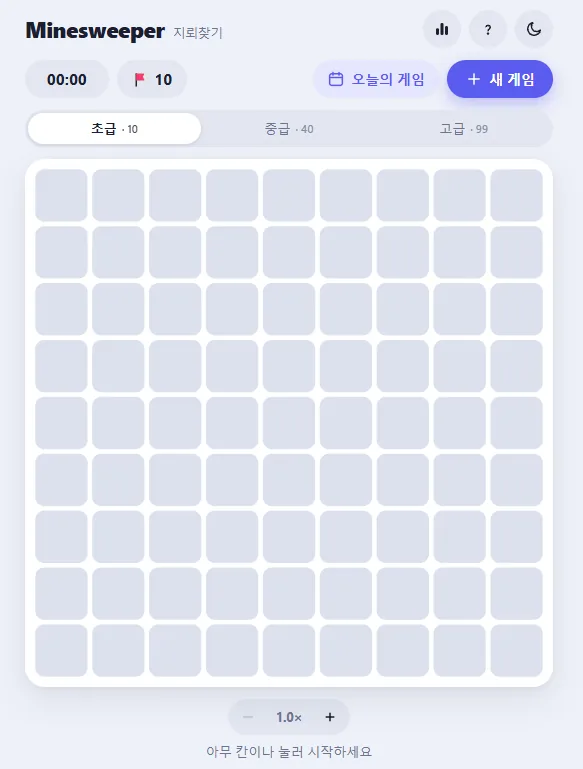 Minesweeper 지뢰찾기
?
00:00 10 오늘의 게임 + 새 게임
초급 · 10 중급 · 40 고급 · 99
− 1.0× +
아무 칸이나 눌러 시작하세요